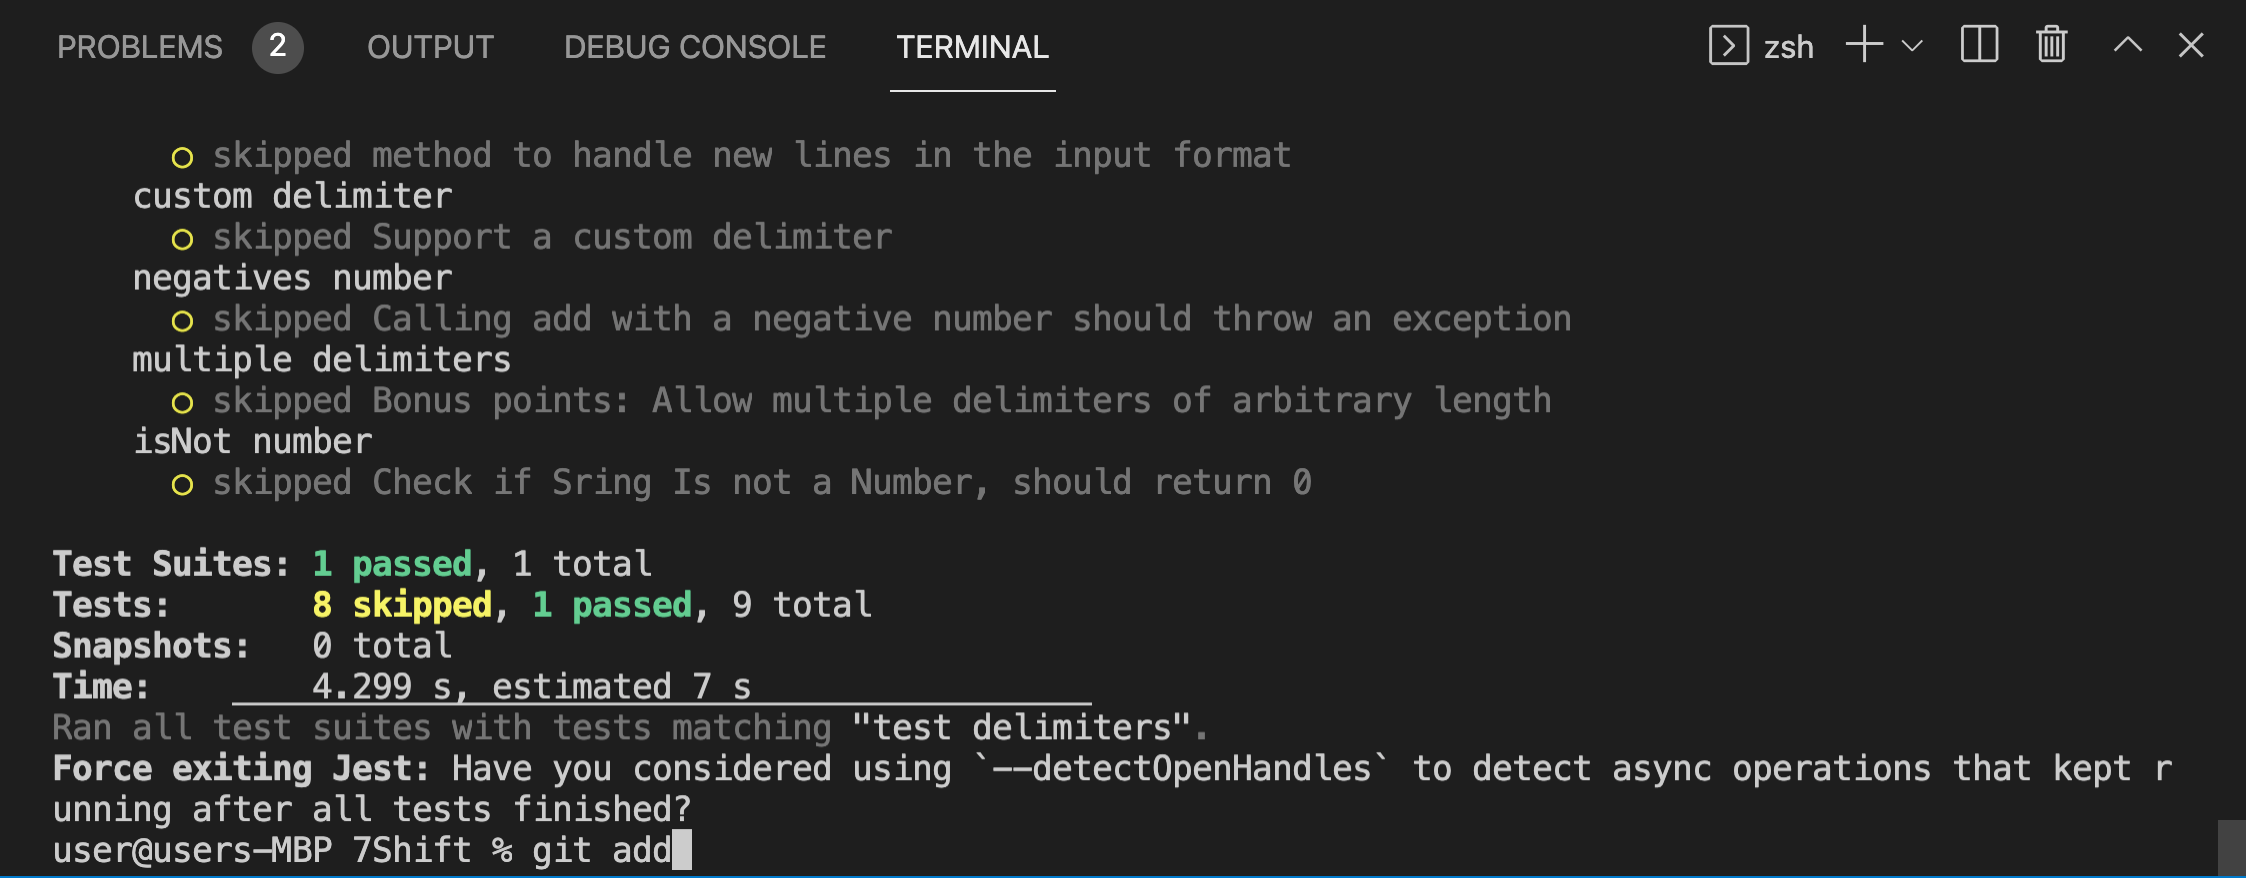 PROBLEMS 2 OUTPUT DEBUG CONSOLE TERMINAL zsh
skipped method to handle new lines in the input format
custom delimiter
skipped Support a custom delimiter
negatives number
skipped Calling add with a negative number should throw an exception
multiple delimiters
skipped Bonus points: Allow multiple delimiters of arbitrary length
isNot number
skipped Check if Sring Is not a Number, should return 0
Test Suites: 1 passed, 1 total
Tests: 8 skipped, 1 passed, 9 total
Snapshots: 0 total
Time: 4.299 s, estimated 7 s
Ran all test suites with tests matching "test delimiters".
Force exiting Jest: Have you considered using `--detectOpenHandles` to detect async operations that kept r
unning after all tests finished?
user@users-MBP 7Shift % git add